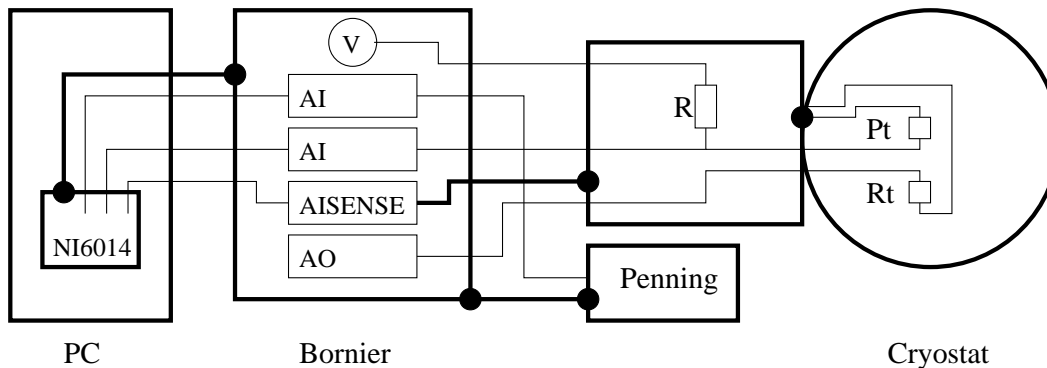 V
AI
R
AI
Pt
AISENSE
Rt
NI6014
AO
Penning
PC
Bornier
Cryostat